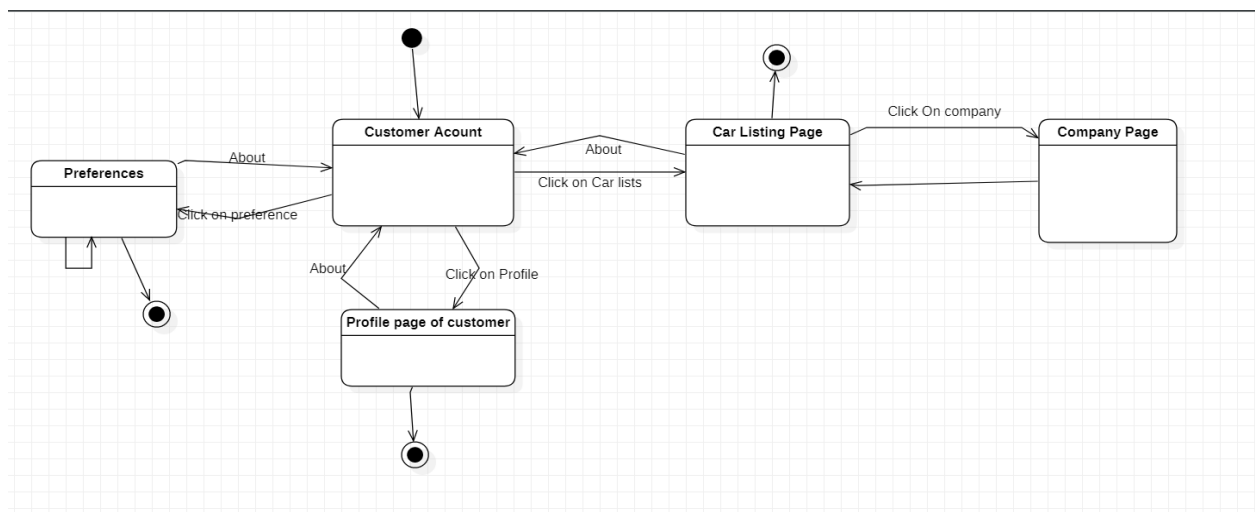 Click On company
Customer Acount
Car Listing Page
Company Page
About
About
Preferences
Click on Car lists
Click on preference
About
Click on Profile
Profile page of customer